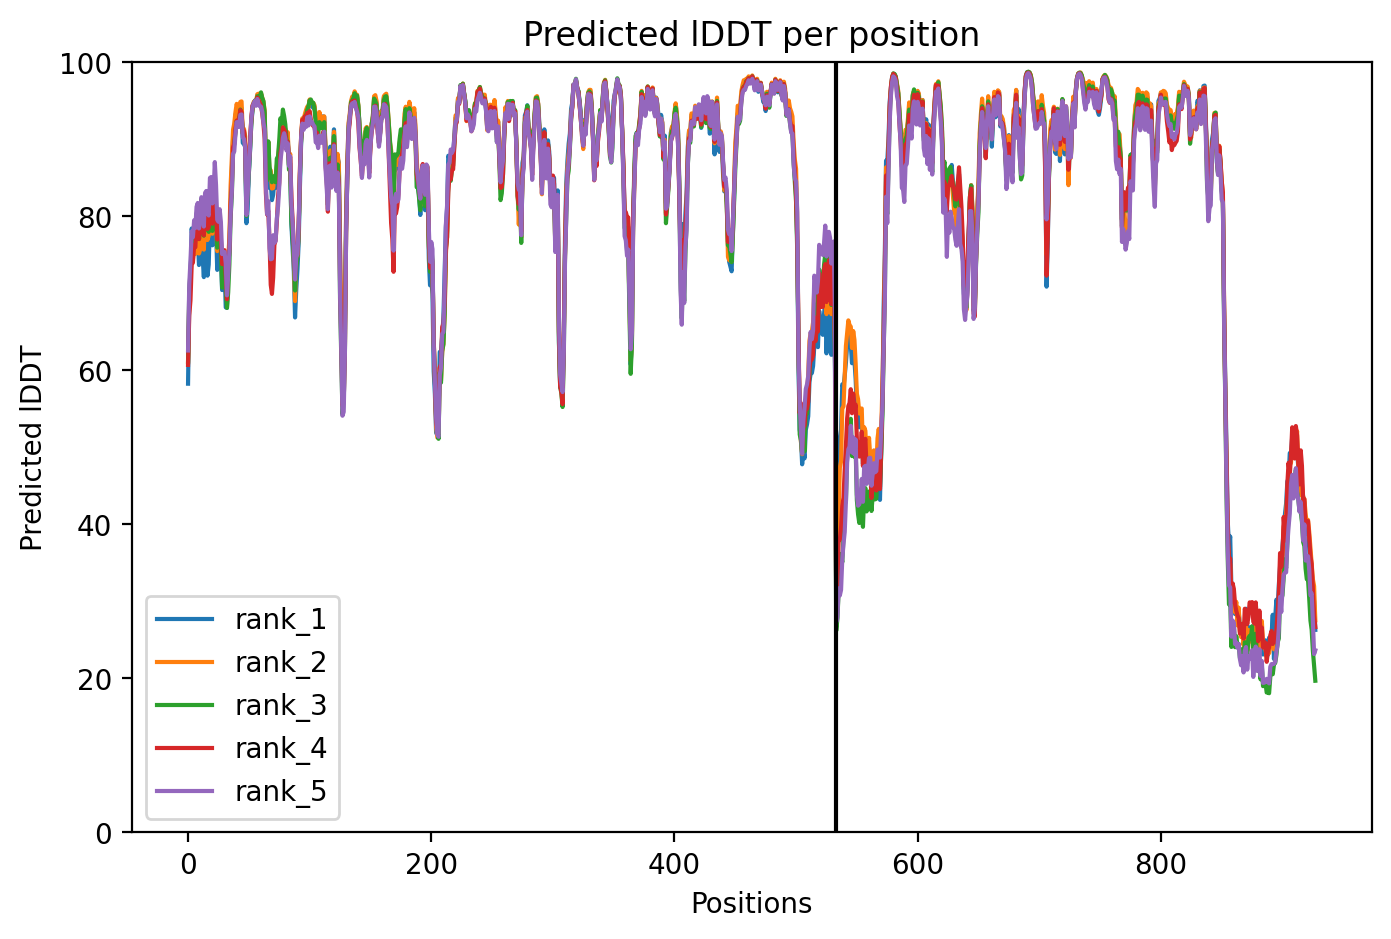 Predicted lDDT per position
100
80
60
40
20
0
Predicted lDDT
rank_1
rank_2
rank_3
rank_4
rank_5
0 200 400 600 800
Positions